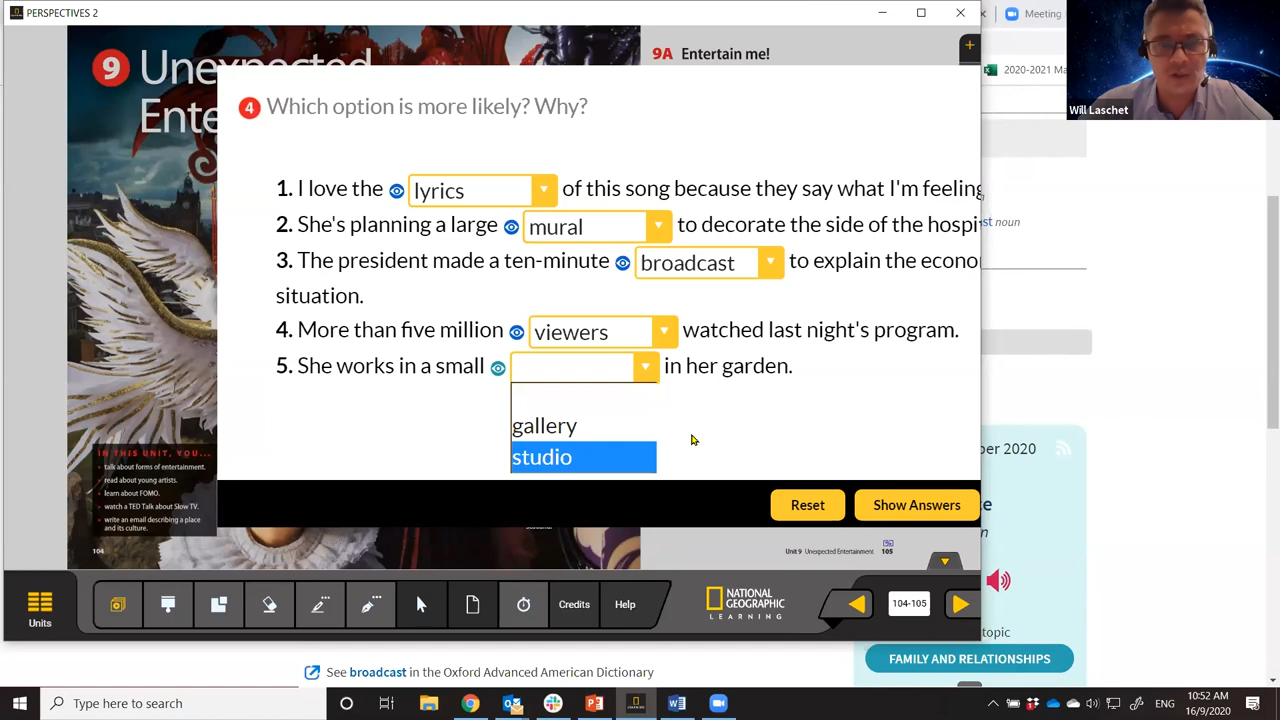 PERSPECTIVES 2
Meeting
2020-2021 Ma
Will Laschet
9 Unexpected
Ente
9A Entertain me!
4 Which option is more likely? Why?
1. I love the lyrics of this song because they say what I'm feeling
2. She's planning a large mural to decorate the side of the hospi
3. The president made a ten-minute broadcast to explain the econo
situation.
4. More than five million viewers watched last night's program.
5. She works in a small in her garden.
gallery
studio
Reset
Show Answers
st noun
ber 2020
ce
n
topic
FAMILY AND RELATIONSHIPS
IN THIS UNIT, YOU...
• talk about forms of entertainment.
• read about young artists.
• learn about FOMO.
• watch a TED Talk about Slow TV.
• write an email describing a place
and its culture.
104
Unit 9 Unexpected Entertainment 105
Units
Credits
Help
NATIONAL
GEOGRAPHIC
LEARNING
104-105
See broadcast in the Oxford Advanced American Dictionary
Type here to search
ENG
10:52 AM
16/9/2020